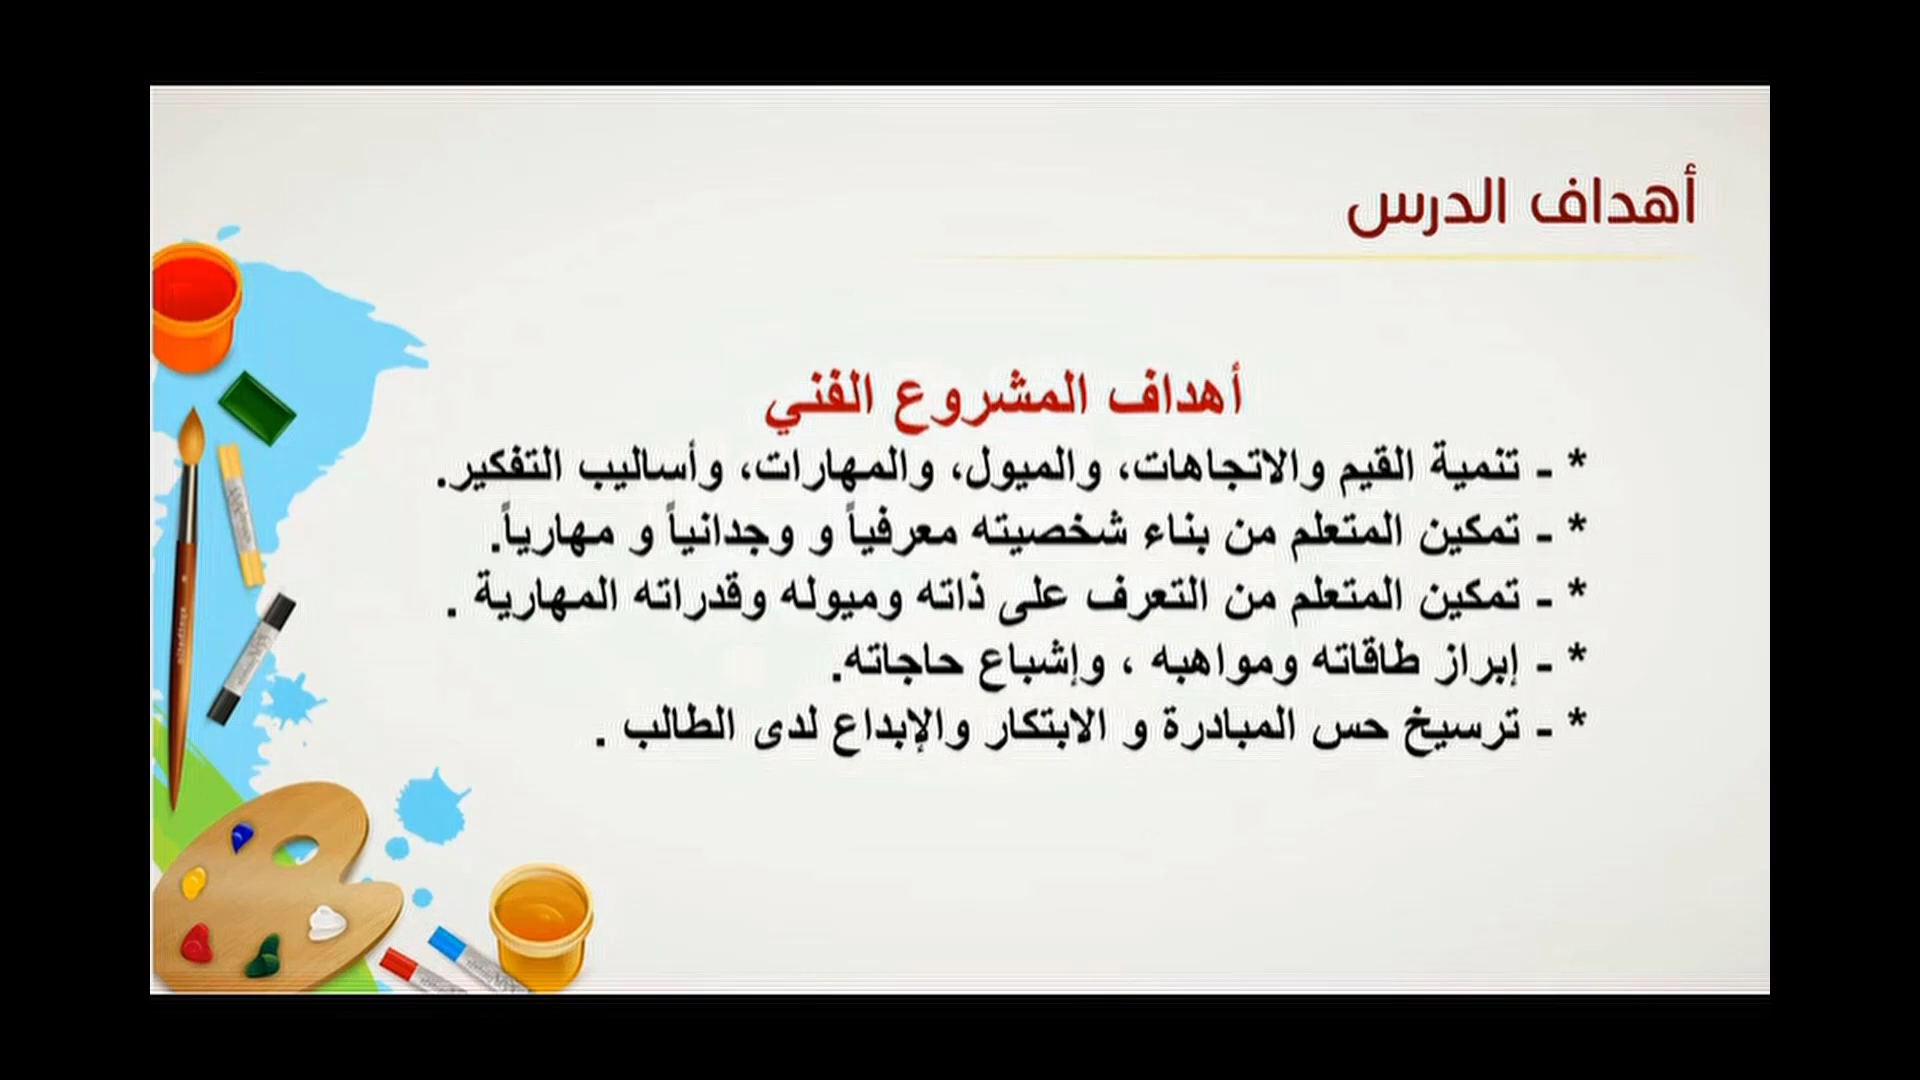 أهداف الدرس
أهداف المشروع الفني
* - تنمية القيم والاتجاهات، والميول، والمهارات، وأساليب التفكير.
* - تمكين المتعلم من بناء شخصيته معرفياً و وجدانياً و مهارياً.
* - تمكين المتعلم من التعرف على ذاته وميوله وقدراته المهارية .
* - إبراز طاقاته ومواهبه ، وإشباع حاجاته.
* - ترسيخ حس المبادرة و الابتكار والإبداع لدى الطالب .